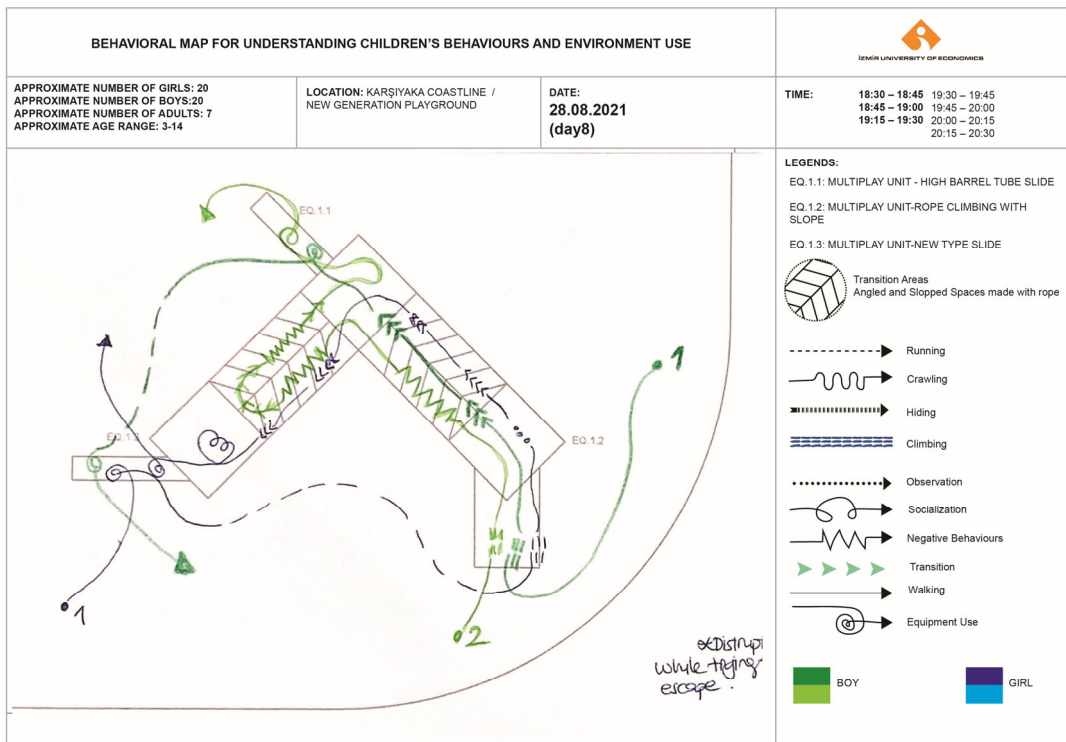 BEHAVIORAL MAP FOR UNDERSTANDING CHILDREN'S BEHAVIOURS AND ENVIRONMENT USE
İZMİR UNIVERSITY OF ECONOMICS
APPROXIMATE NUMBER OF GIRLS: 20
APPROXIMATE NUMBER OF BOYS:20
APPROXIMATE NUMBER OF ADULTS: 7
APPROXIMATE AGE RANGE: 3-14
LOCATION: KARŞIYAKA COASTLINE /
NEW GENERATION PLAYGROUND
DATE:
28.08.2021
(day8)
TIME:
18:30 – 18:45 19:30 – 19:45
18:45 – 19:00 19:45 – 20:00
19:15 – 19:30 20:00 – 20:15
20:15 – 20:30
EQ.1.1
EQ.1.2
EQ.1.3
1
1
2
*Distrupt
whyle trying
escape.
LEGENDS:
EQ.1.1: MULTIPLAY UNIT - HIGH BARREL TUBE SLIDE
EQ.1.2: MULTIPLAY UNIT-ROPE CLIMBING WITH
SLOPE
EQ.1.3: MULTIPLAY UNIT-NEW TYPE SLIDE
Transition Areas
Angled and Slopped Spaces made with rope
Running
Crawling
Hiding
Climbing
Observation
Socialization
Negative Behaviours
Transition
Walking
Equipment Use
BOY
GIRL